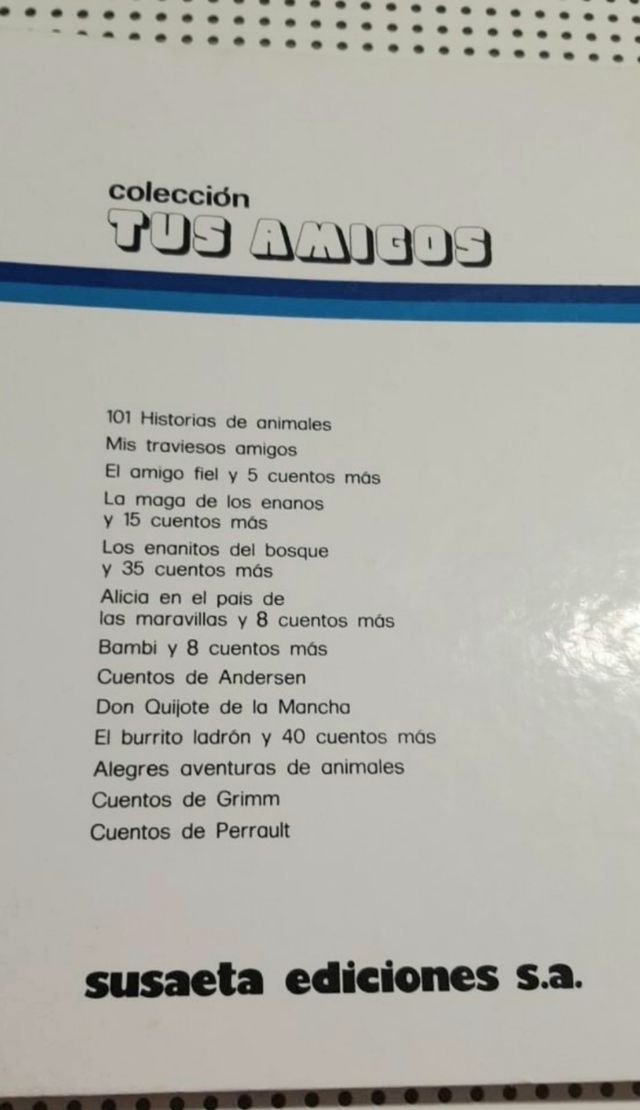 colección
TUS AMIGOS
101 Historias de animales
Mis traviesos amigos
El amigo fiel y 5 cuentos más
La maga de los enanos
y 15 cuentos más
Los enanitos del bosque
y 35 cuentos más
Alicia en el país de
las maravillas y 8 cuentos más
Bambi y 8 cuentos más
Cuentos de Andersen
Don Quijote de la Mancha
El burrito ladrón y 40 cuentos más
Alegres aventuras de animales
Cuentos de Grimm
Cuentos de Perrault
susaeta ediciones s.a.